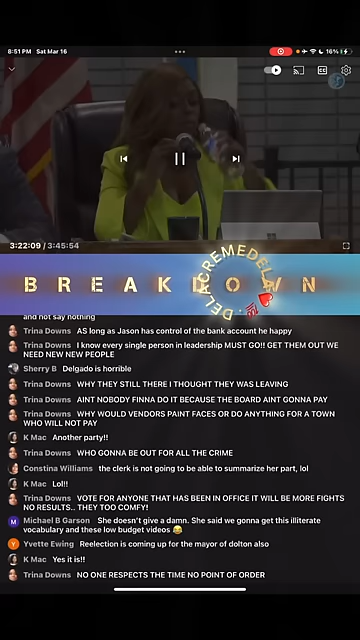 8:51 PM Sat Mar 16
16%
CC
3:22:09 / 3:45:54
BREAKDOWN
DELACREMEDELA
and not say nothing
Trina Downs AS long as Jason has control of the bank account he happy
Trina Downs I know every single person in leadership MUST GO!! GET THEM OUT WE
NEED NEW NEW PEOPLE
Sherry B Delgado is horrible
Trina Downs WHY THEY STILL THERE I THOUGHT THEY WAS LEAVING
Trina Downs AINT NOBODY FINNA DO IT BECAUSE THE BOARD AINT GONNA PAY
Trina Downs WHY WOULD VENDORS PAINT FACES OR DO ANYTHING FOR A TOWN
WHO WILL NOT PAY
K Mac Another party!!
Trina Downs WHO GONNA BE OUT FOR ALL THE CRIME
Constina Williams the clerk is not going to be able to summarize her part, lol
K Mac Lol!!
Trina Downs VOTE FOR ANYONE THAT HAS BEEN IN OFFICE IT WILL BE MORE FIGHTS
NO RESULTS.. THEY TOO COMFY!
M Michael B Garson She doesn't give a damn. She said we gonna get this illiterate
vocabulary and these low budget videos 😂
Y Yvette Ewing Reelection is coming up for the mayor of dolton also
K Mac Yes it is!!
Trina Downs NO ONE RESPECTS THE TIME NO POINT OF ORDER